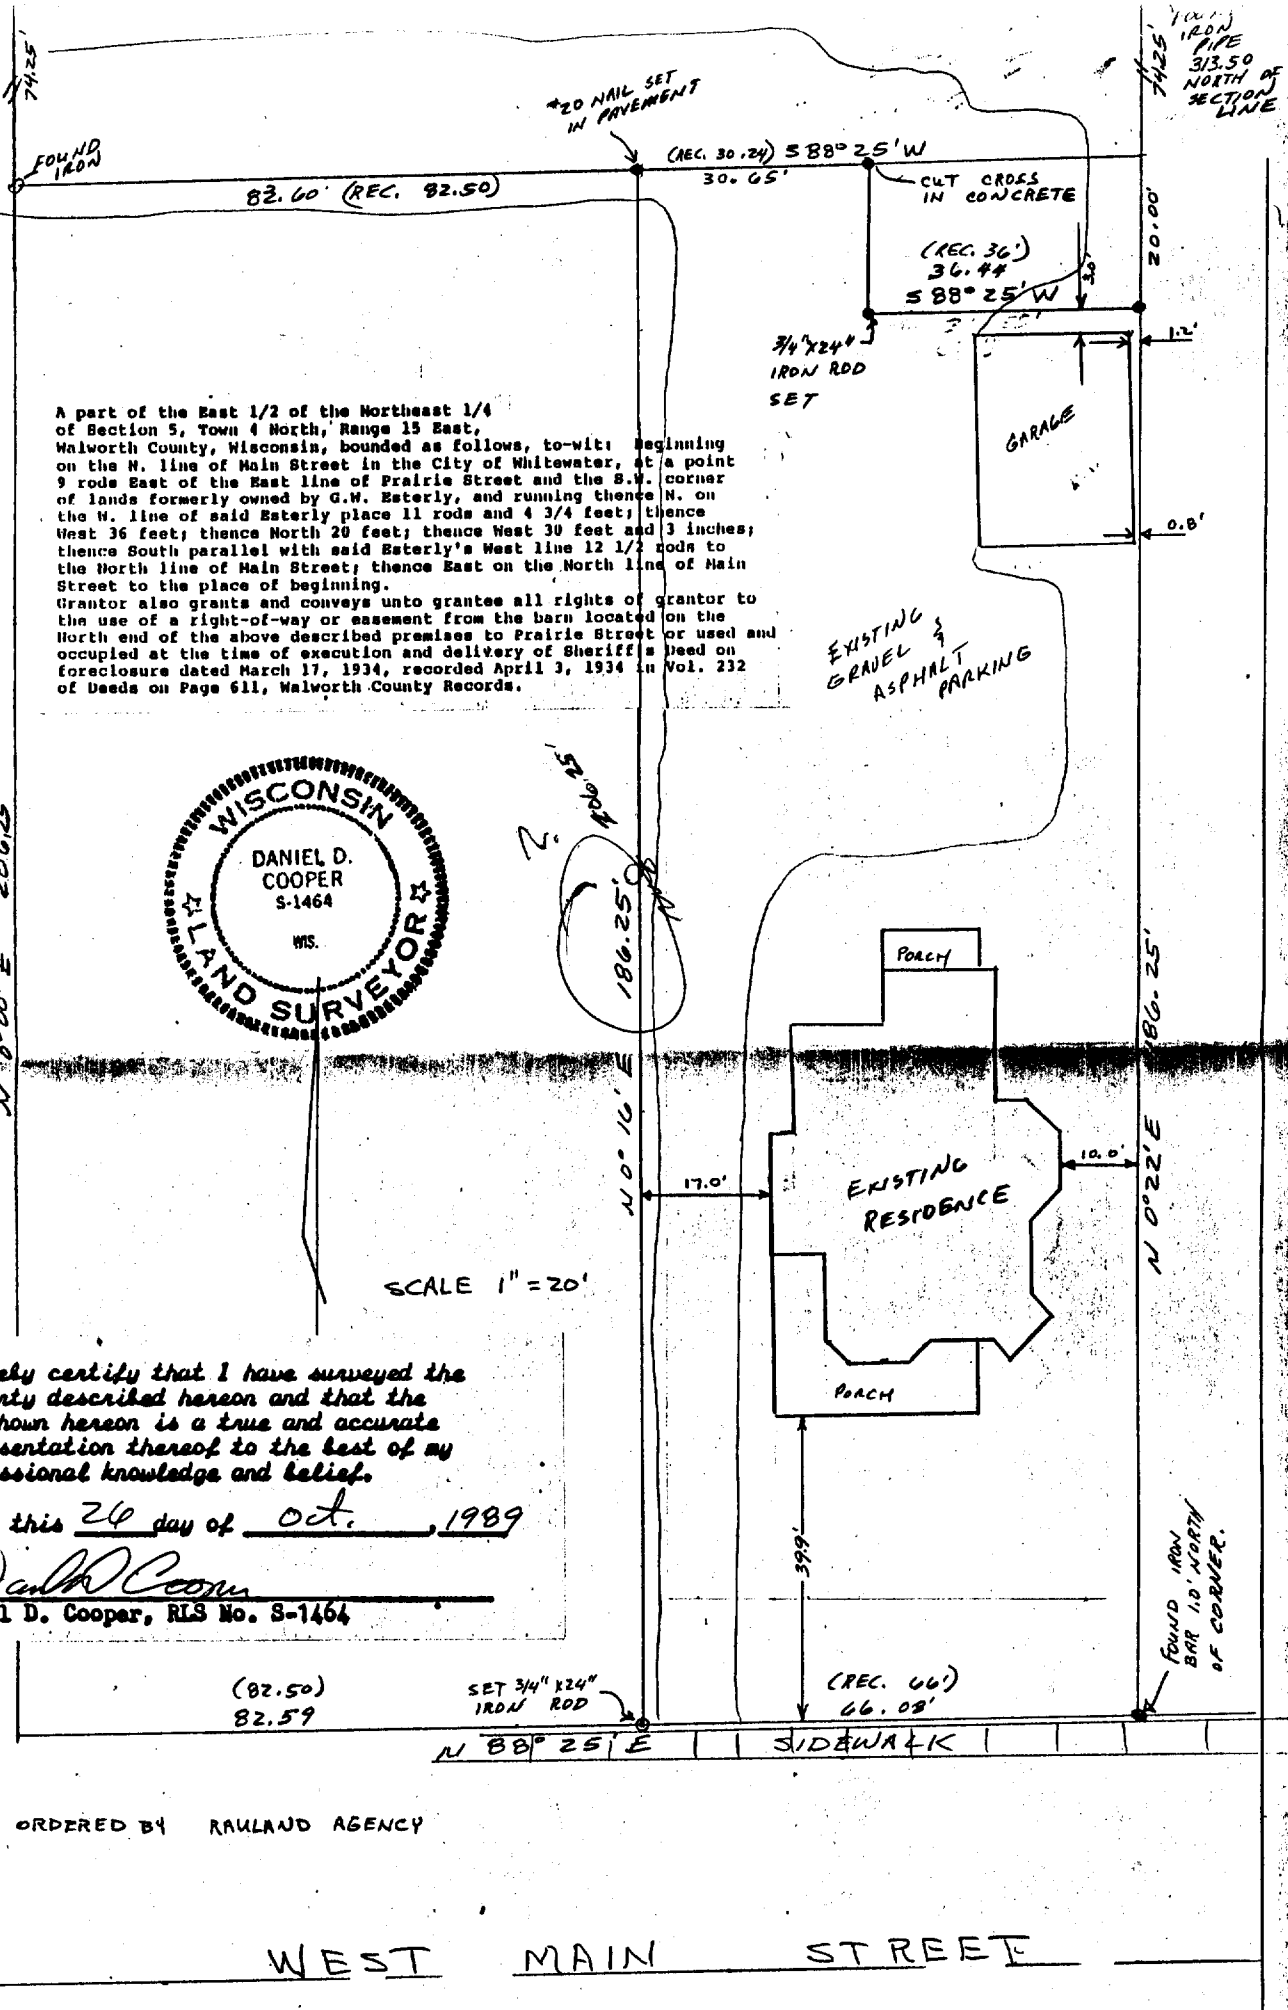 74.25'
FOUND
IRON
#20 NAIL SET
IN PAVEMENT
74.25'
IRON
PIPE
313.50
NORTH OF
SECTION
LINE
83.60' (REC. 82.50)
(REC. 30.24) S 88° 25' W
30.65'
CUT CROSS
IN CONCRETE
20.00'
(REC. 36')
36.44
S 88° 25' W
3.0'
3/4" X 24"
IRON ROD
SET
1.2'
GARAGE
0.8'
A part of the East 1/2 of the Northeast 1/4
of Section 5, Town 4 North, Range 15 East,
Walworth County, Wisconsin, bounded as follows, to-wit: Beginning
on the N. line of Main Street in the City of Whitewater, at a point
9 rods East of the East line of Prairie Street and the S.W. corner
of lands formerly owned by G.W. Esterly, and running thence N. on
the W. line of said Esterly place 11 rods and 4 3/4 feet; thence
West 36 feet; thence North 20 feet; thence West 30 feet and 3 inches;
thence South parallel with said Esterly's West line 12 1/2 rods to
the North line of Main Street; thence East on the North line of Main
Street to the place of beginning.
Grantor also grants and conveys unto grantee all rights of grantor to
the use of a right-of-way or easement from the barn located on the
North end of the above described premises to Prairie Street or used and
occupied at the time of execution and delivery of Sheriff's Deed on
foreclosure dated March 17, 1934, recorded April 3, 1934 in Vol. 232
of Deeds on Page 611, Walworth County Records.
EXISTING
GRAVEL &
ASPHALT
PARKING
WISCONSIN
DANIEL D.
COOPER
S-1464
WIS.
LAND SURVEYOR
206.25'
186.25'
N 0° 16' E
PORCH
186.25'
N 0° 22' E
17.0'
10.0'
EXISTING
RESIDENCE
SCALE 1" = 20'
PORCH
39.9'
eby certify that I have surveyed the
rty described hereon and that the
hown hereon is a true and accurate
sentation thereof to the best of my
ssional knowledge and belief.
this 26 day of Oct. , 1989
l D. Cooper, RLS No. S-1464
FOUND IRON
BAR 1.0' NORTH
OF CORNER.
(82.50)
82.59
SET 3/4" X 24"
IRON ROD
(REC. 66')
66.08'
N 88° 25' E
SIDEWALK
ORDERED BY RAULAND AGENCY
WEST MAIN STREET